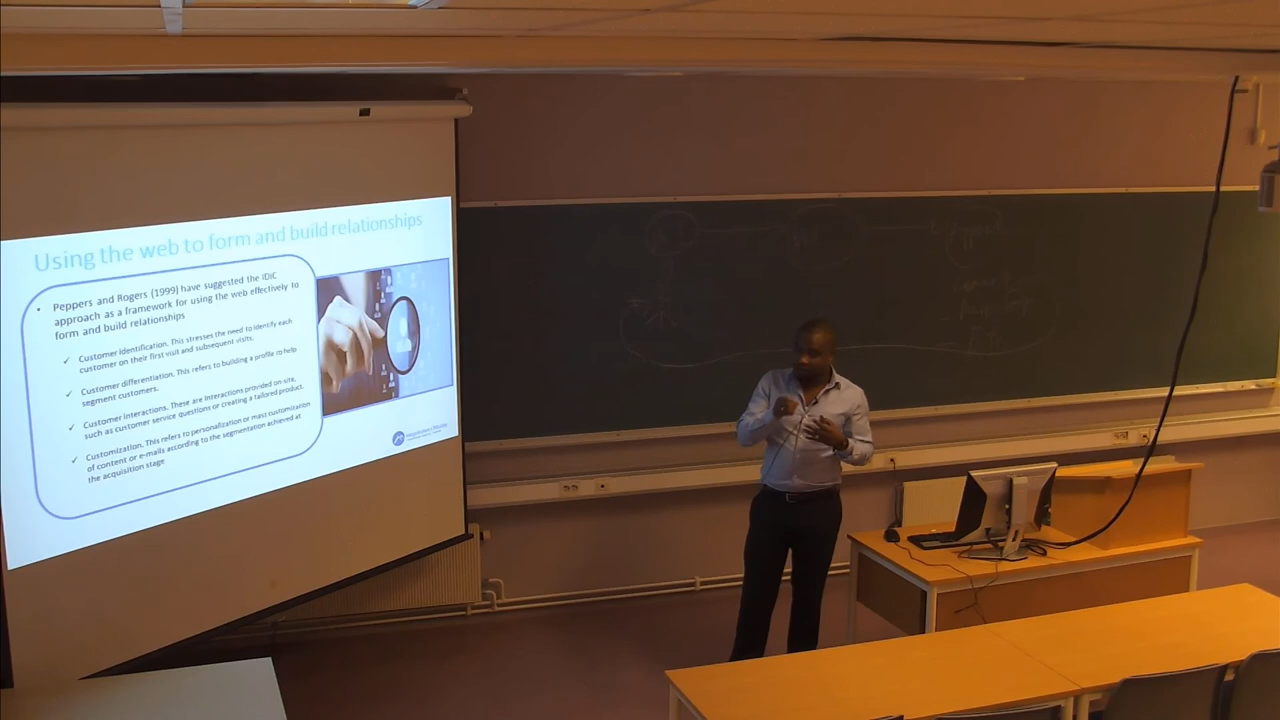 Using the web to form and build relationships
• Peppers and Rogers (1999) have suggested the IDIC
approach as a framework for using the web effectively to
form and build relationships
✓ Customer Identification. This stresses the need to identify each
customer on their first visit and subsequent visits.
✓ Customer differentiation. This refers to building a profile to help
segment customers.
✓ Customer interactions. These are interactions provided on-site,
such as customer service questions or creating a tailored product.
✓ Customization. This refers to personalization or mass customization
of content or e-mails according to the segmentation achieved at
the acquisition stage